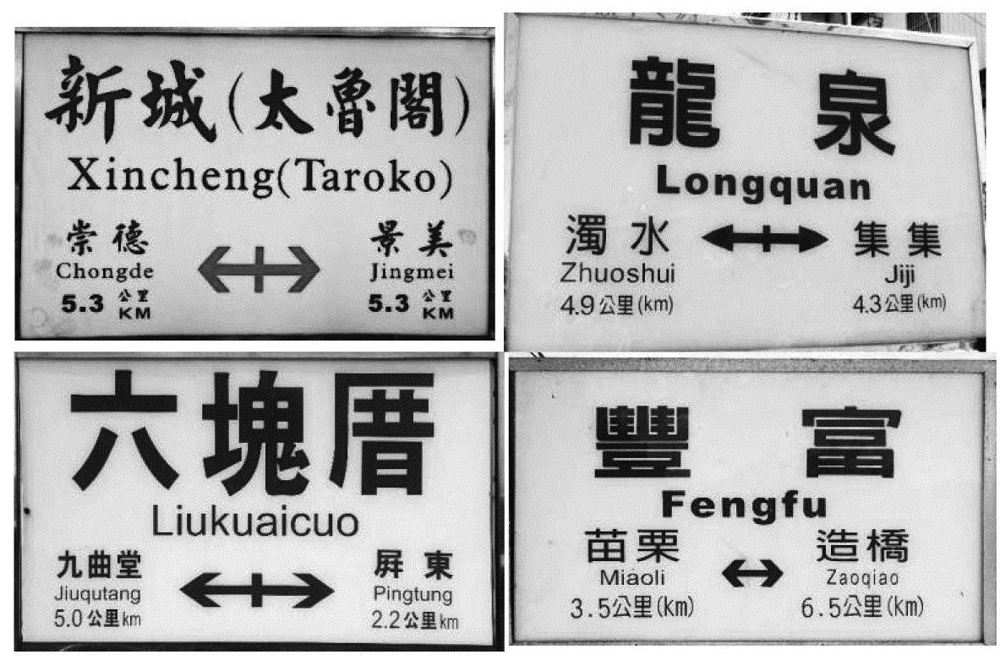 新城(太魯閣)
Xincheng(Taroko)
崇德 景美
Chongde Jingmei
5.3 公里 KM 5.3 公里 KM
龍泉
Longquan
濁水 集集
Zhuoshui Jiji
4.9公里(km) 4.3公里(km)
六塊厝
Liukuaicuo
九曲堂 屏東
Jiuqutang Pingtung
5.0公里km 2.2公里km
豐富
Fengfu
苗栗 造橋
Miaoli Zaoqiao
3.5公里(km) 6.5公里(km)